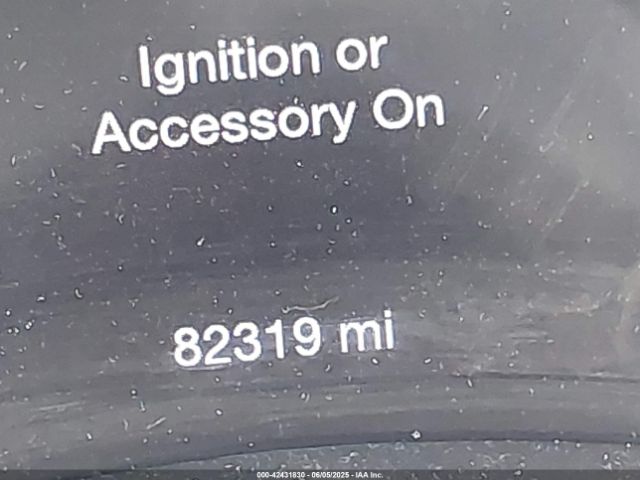 Ignition or
Accessory On
82319 mi
000-42431830 - 06/05/2025 - IAA Inc.